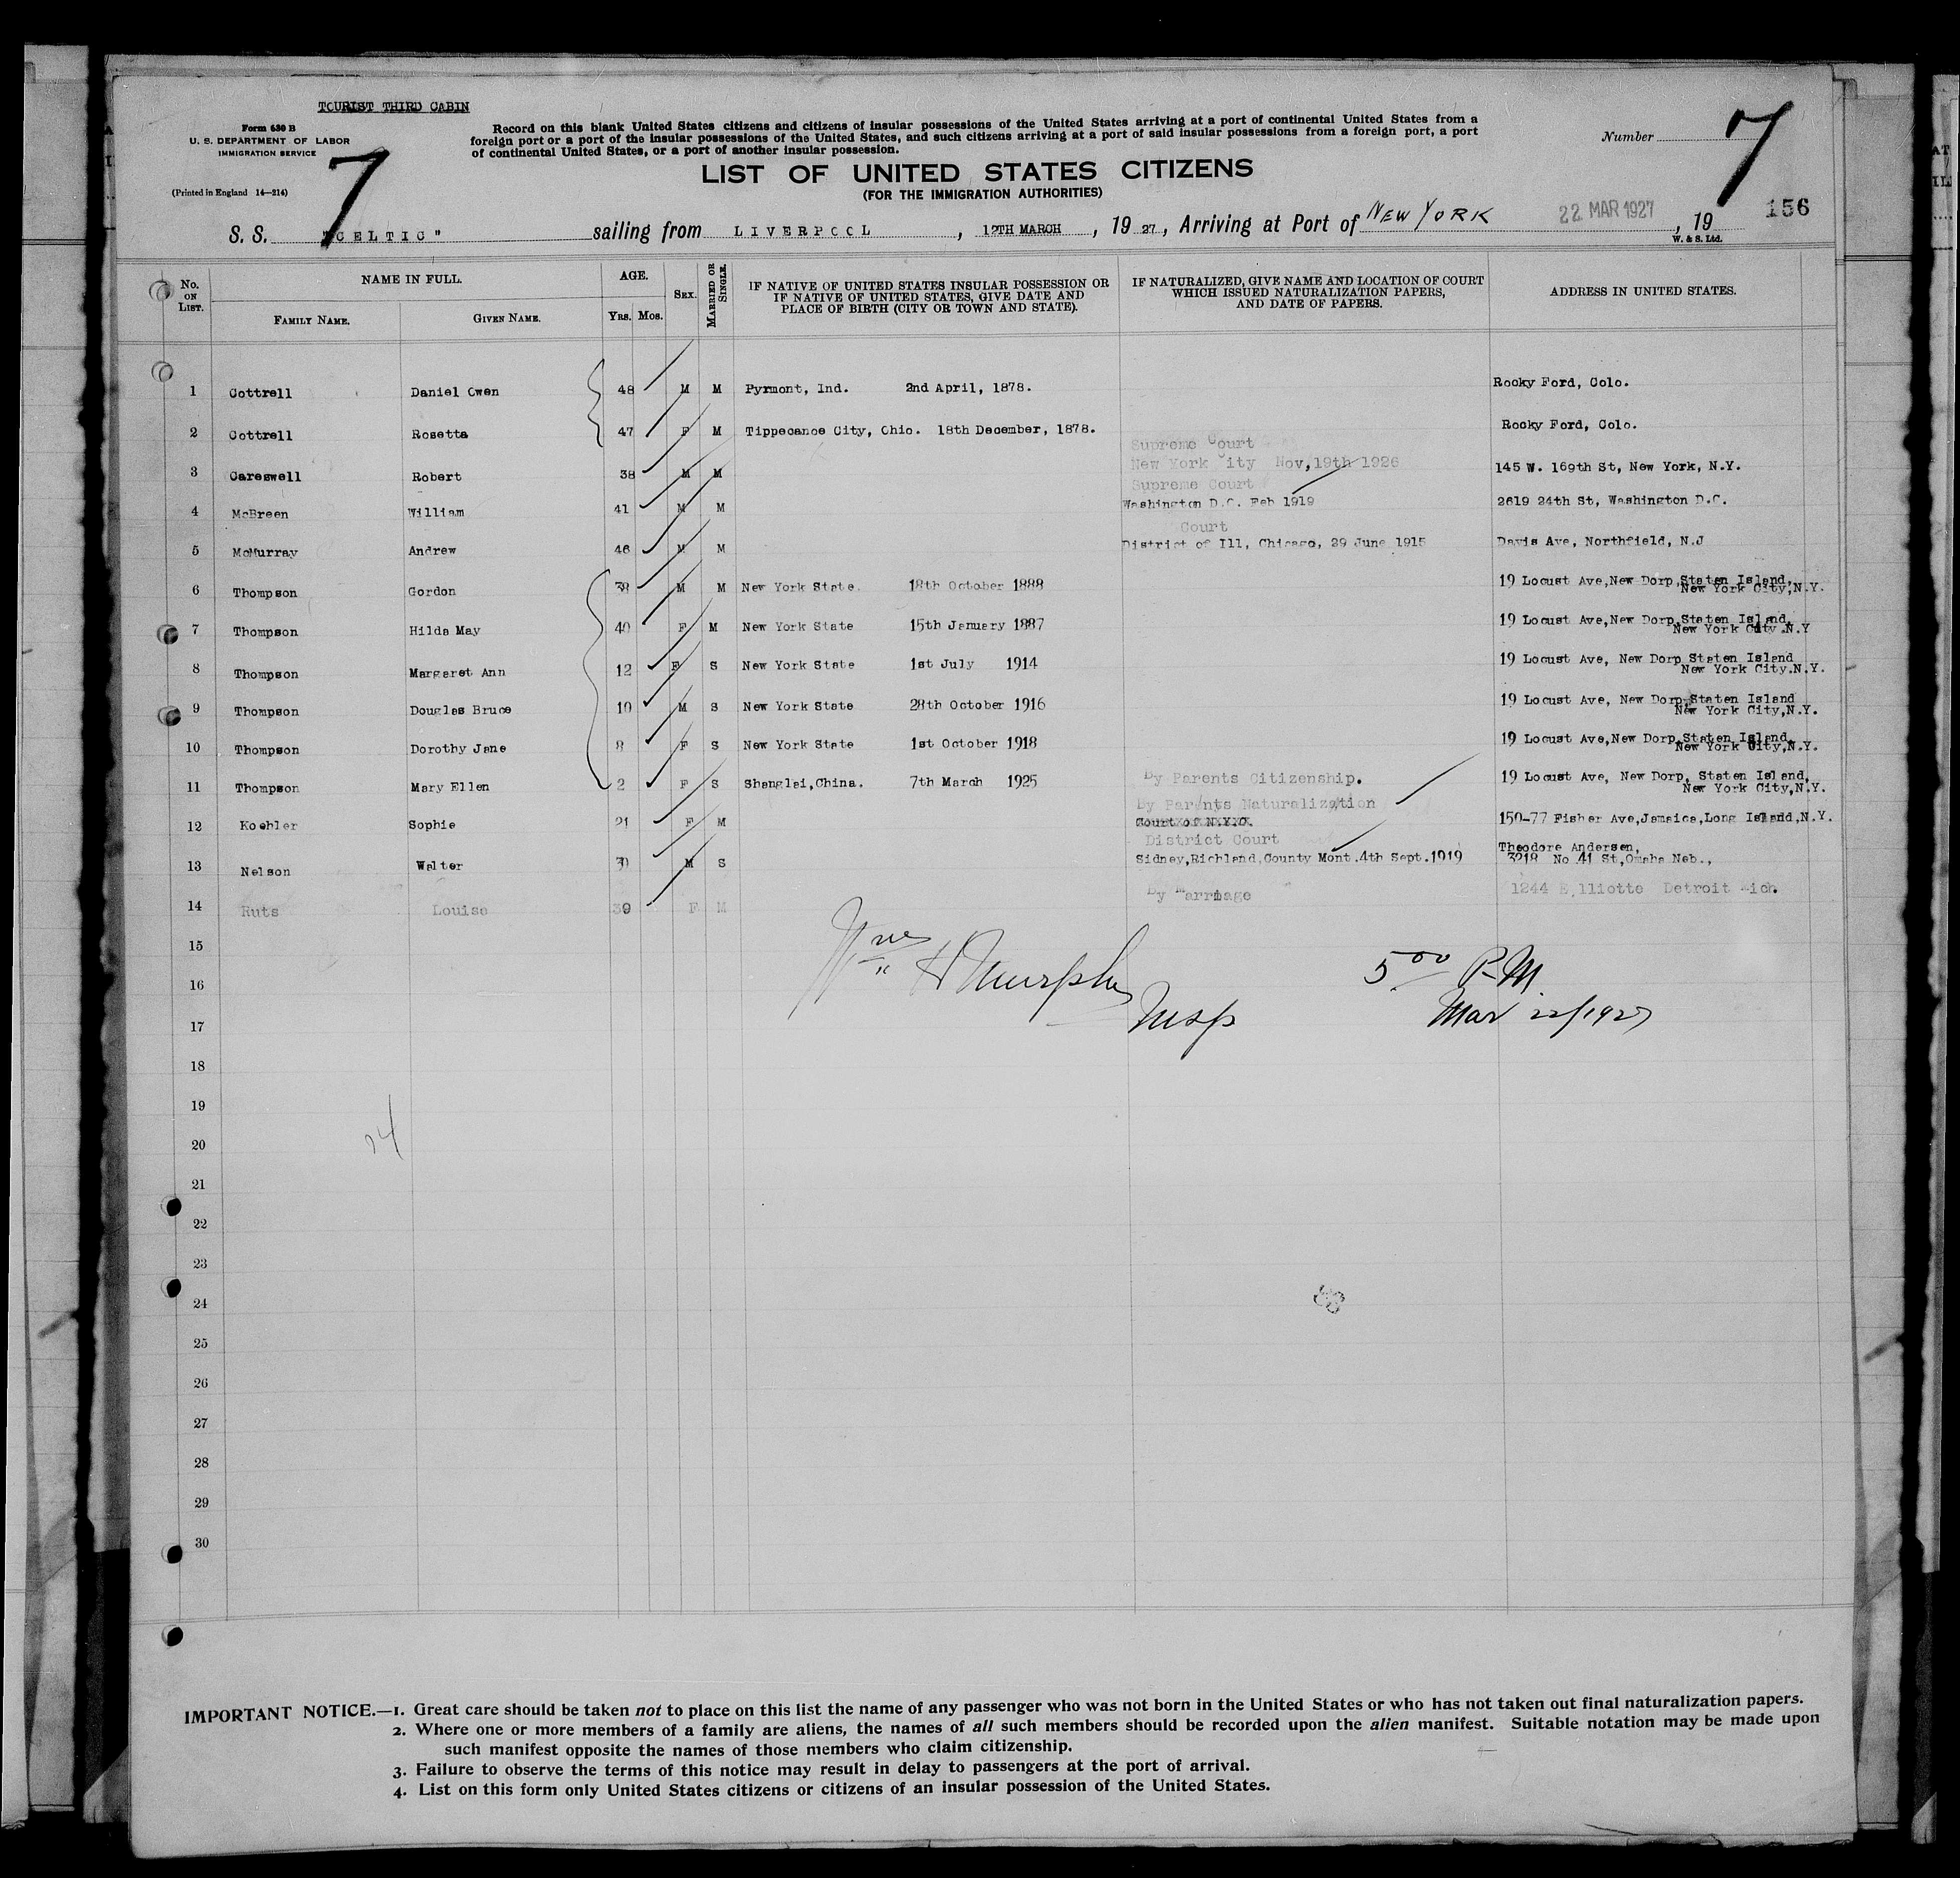 TOURIST THIRD CABIN
Form 630 B
U. S. DEPARTMENT OF LABOR
IMMIGRATION SERVICE
(Printed in England 14—214)
7
Record on this blank United States citizens and citizens of insular possessions of the United States arriving at a port of continental United States from a
foreign port or a port of the insular possessions of the United States, and such citizens arriving at a port of said insular possessions from a foreign port, a port
of continental United States, or a port of another insular possession.
Number 7
LIST OF UNITED STATES CITIZENS
(FOR THE IMMIGRATION AUTHORITIES)
S. S. "CELTIC" sailing from LIVERPOOL, 12TH MARCH, 19 27, Arriving at Port of NEW YORK 22 MAR 1927, 19 156
W. & S. Ltd.
No. ON LIST. NAME IN FULL. FAMILY NAME. GIVEN NAME. AGE. YRS. MOS. SEX. MARRIED OR SINGLE. IF NATIVE OF UNITED STATES INSULAR POSSESSION OR IF NATIVE OF UNITED STATES, GIVE DATE AND PLACE OF BIRTH (CITY OR TOWN AND STATE). IF NATURALIZED, GIVE NAME AND LOCATION OF COURT WHICH ISSUED NATURALIZATION PAPERS, AND DATE OF PAPERS. ADDRESS IN UNITED STATES.
1 Cottrell Daniel Owen 48 M M Pyrmont, Ind. 2nd April, 1878. Rocky Ford, Colo.
2 Cottrell Rosetta 47 F M Tippecanoe City, Ohio. 18th December, 1878. Rocky Ford, Colo.
Supreme Court
3 Careswell Robert 38 M M New York City Nov, 19th 1926 145 W. 169th St, New York, N.Y.
Supreme Court
4 McBreen William 41 M M Washington D.C. Feb 1919 2619 24th St, Washington D.C.
Court
5 McMurray Andrew 46 M M District of Ill, Chicago, 29 June 1915 Davis Ave, Northfield, N.J
6 Thompson Gordon 38 M M New York State. 18th October 1888 19 Locust Ave,New Dorp,Staten Island,
New York City,N.Y.
7 Thompson Hilda May 40 F M New York State 15th January 1887 19 Locust Ave,New Dorp,Staten Island,
New York City.N.Y
8 Thompson Margaret Ann 12 F S New York State 1st July 1914 19 Locust Ave, New Dorp Staten Island
New York City.N.Y.
9 Thompson Douglas Bruce 10 M S New York State 28th October 1916 19 Locust Ave, New Dorp Staten Island
New York City,N.Y.
10 Thompson Dorothy Jane 8 F S New York State 1st October 1918 19 Locust Ave,New Dorp Staten Island,
New York City,N.Y.
11 Thompson Mary Ellen 2 F S Shanglai,China. 7th March 1925 By Parents Citizenship. 19 Locust Ave, New Dorp, Staten Island,
New York City,N.Y.
By Parents Naturalization
12 Koehler Sophie 21 F M Court of N.Y. 150-77 Fisher Ave,Jamaica,Long Island,N.Y.
District Court Theodore Andersen,
13 Nelson Walter M S Sidney,Richland,County Mont.4th Sept.1919 3218 No 41 St,Omaha Neb.,
14 Ruts Louise 39 F M By Marriage 1244 Elliotte Detroit Mich.
15
16
17
Wm H Murphy
Insp
5.00 P.M.
Mar 22/1927
18
19
20
21
22
23
24
25
26
27
28
29
30
IMPORTANT NOTICE.—1. Great care should be taken not to place on this list the name of any passenger who was not born in the United States or who has not taken out final naturalization papers.
2. Where one or more members of a family are aliens, the names of all such members should be recorded upon the alien manifest. Suitable notation may be made upon
such manifest opposite the names of those members who claim citizenship.
3. Failure to observe the terms of this notice may result in delay to passengers at the port of arrival.
4. List on this form only United States citizens or citizens of an insular possession of the United States.